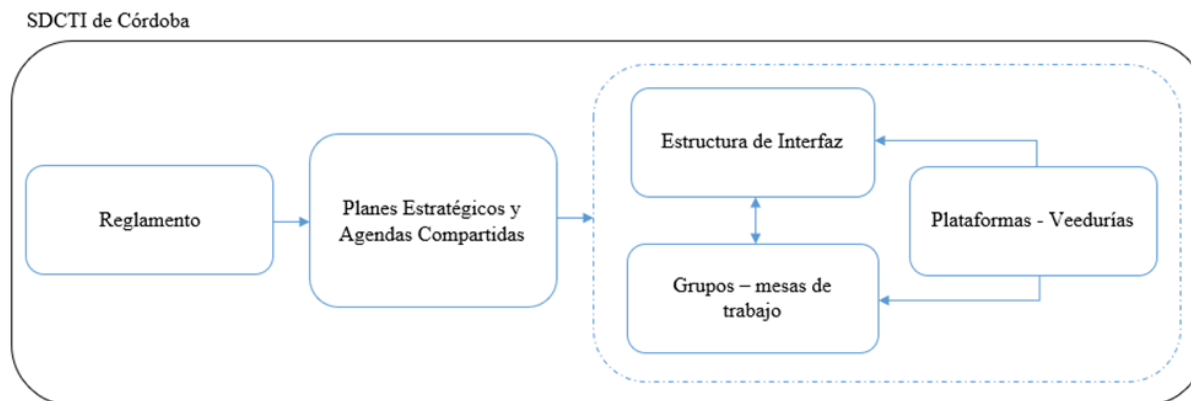 SDCTI de Córdoba
Reglamento
Planes Estratégicos y
Agendas Compartidas
Estructura de Interfaz
Grupos – mesas de
trabajo
Plataformas - Veedurías